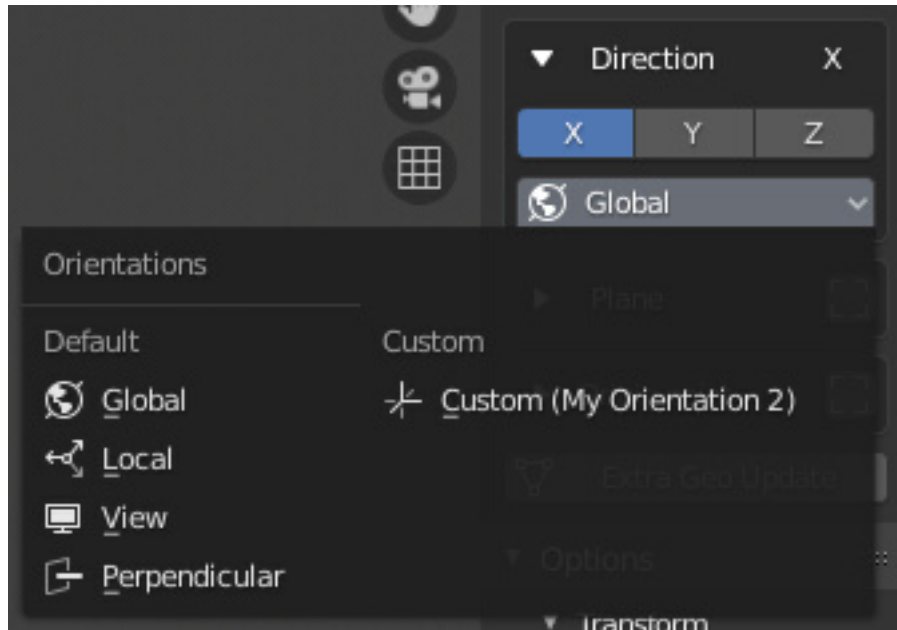 Direction X
X Y Z
Global
Orientations
Plane
Default Custom
Global Custom (My Orientation 2)
Local
Extra Geo Update
View
Options
Perpendicular
Transform